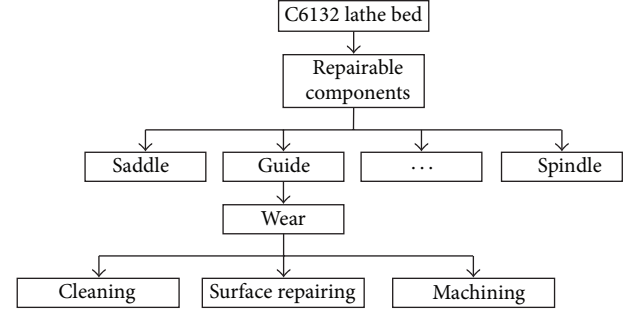 C6132 lathe bed
Repairable
components
Saddle
Guide
· · ·
Spindle
Wear
Cleaning
Surface repairing
Machining